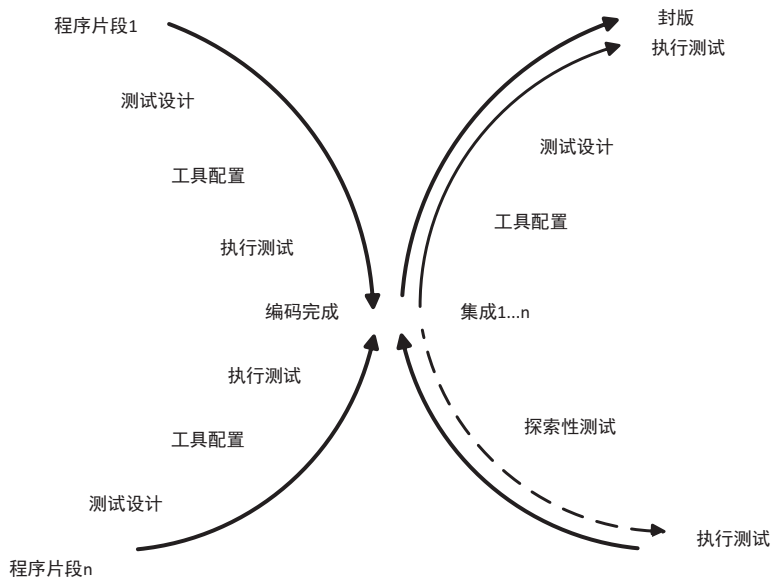 程序片段1
测试设计
工具配置
执行测试
编码完成
执行测试
工具配置
测试设计
程序片段n
封版
执行测试
测试设计
工具配置
集成1...n
探索性测试
执行测试